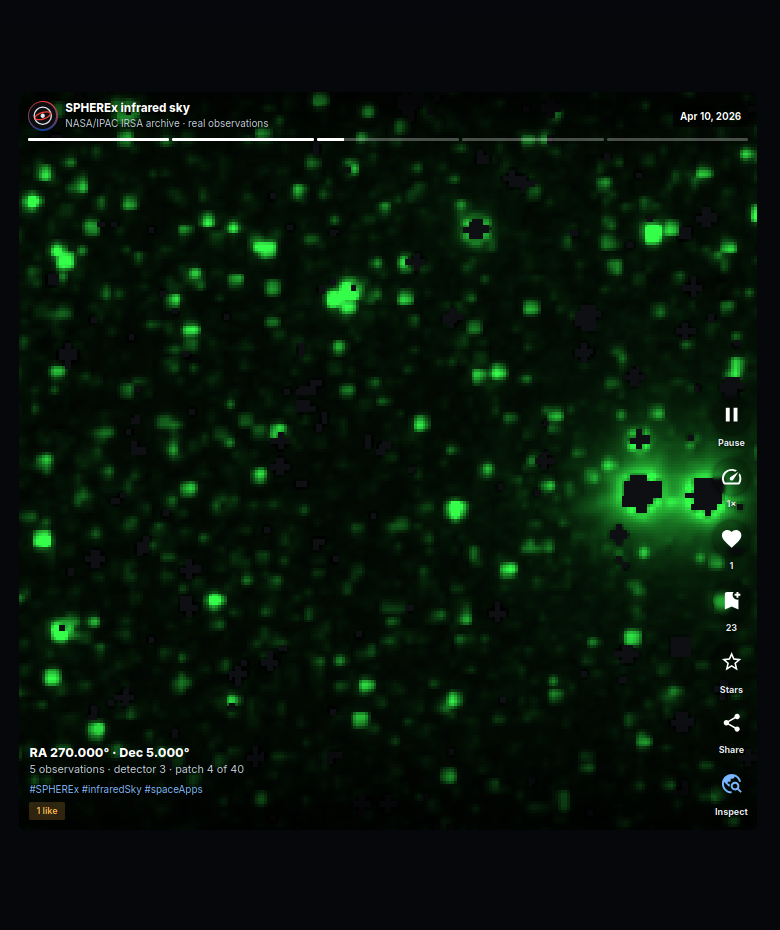 SPHEREx infrared sky
NASA/IPAC IRSA archive · real observations
Apr 10, 2026
Pause
1×
1
23
Stars
Share
Inspect
RA 270.000° · Dec 5.000°
5 observations · detector 3 · patch 4 of 40
#SPHEREx #infraredSky #spaceApps
1 like